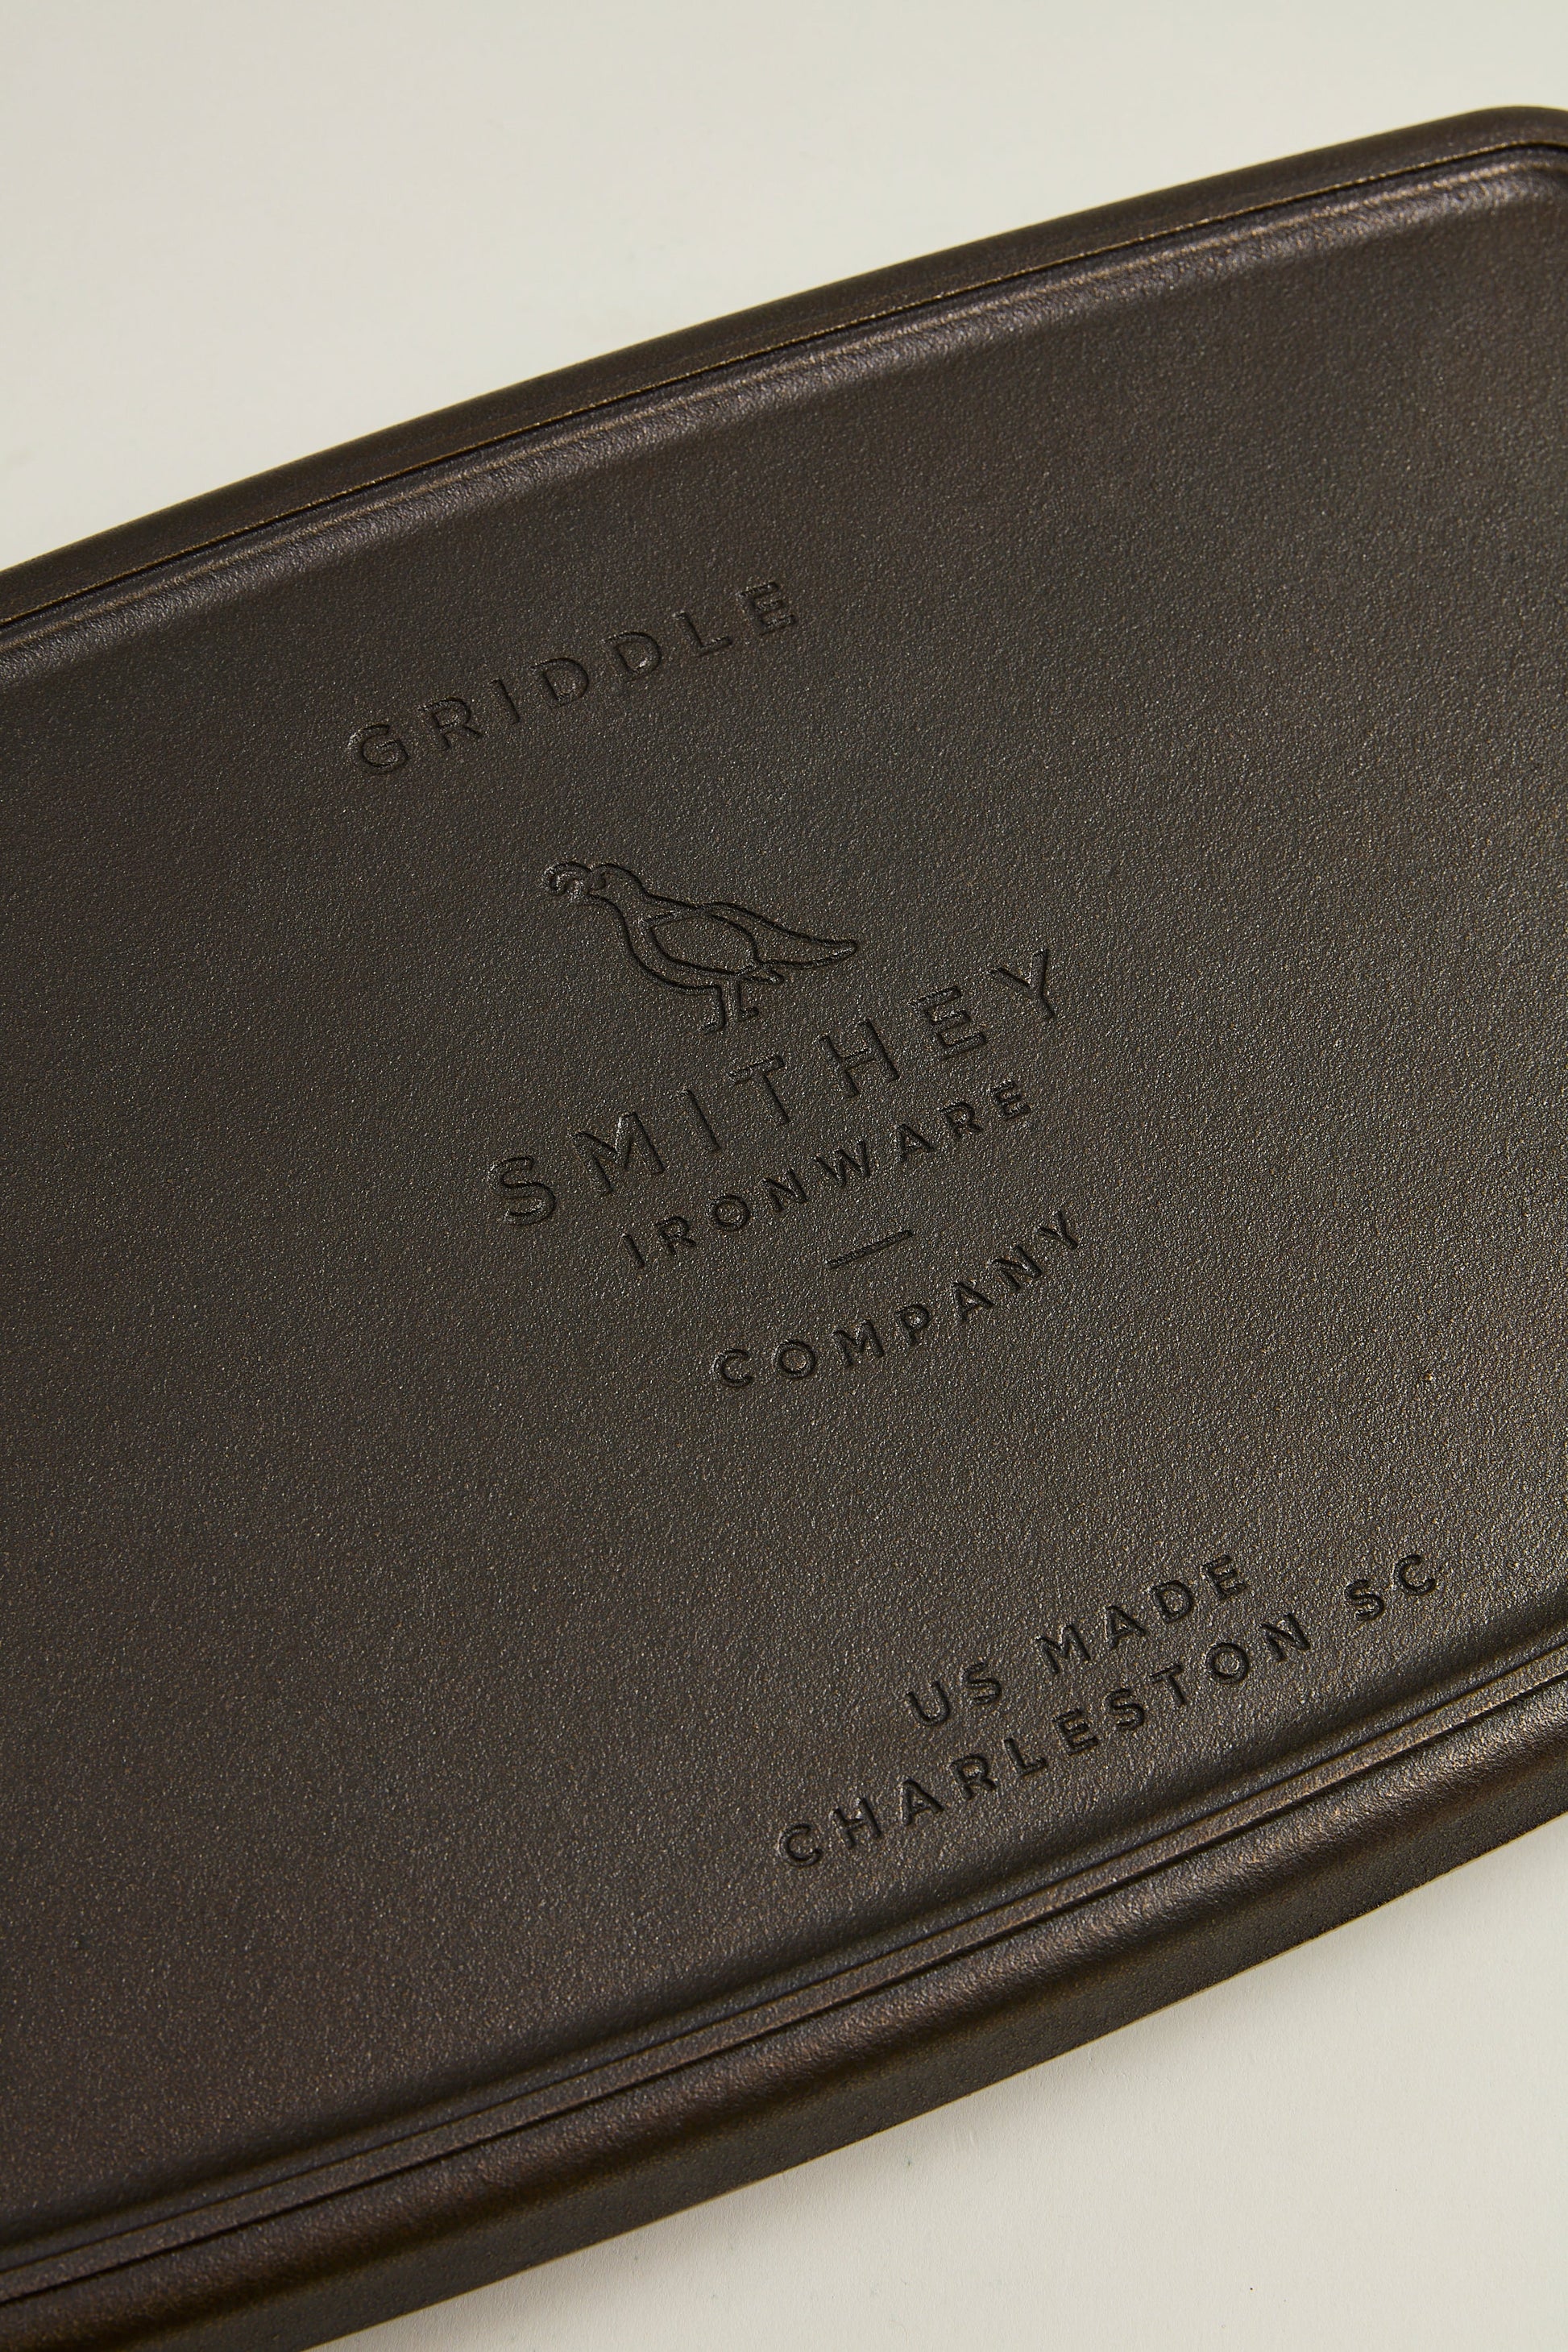 GRIDDLE
SMITHEY
IRONWARE
COMPANY
US MADE
CHARLESTON SC